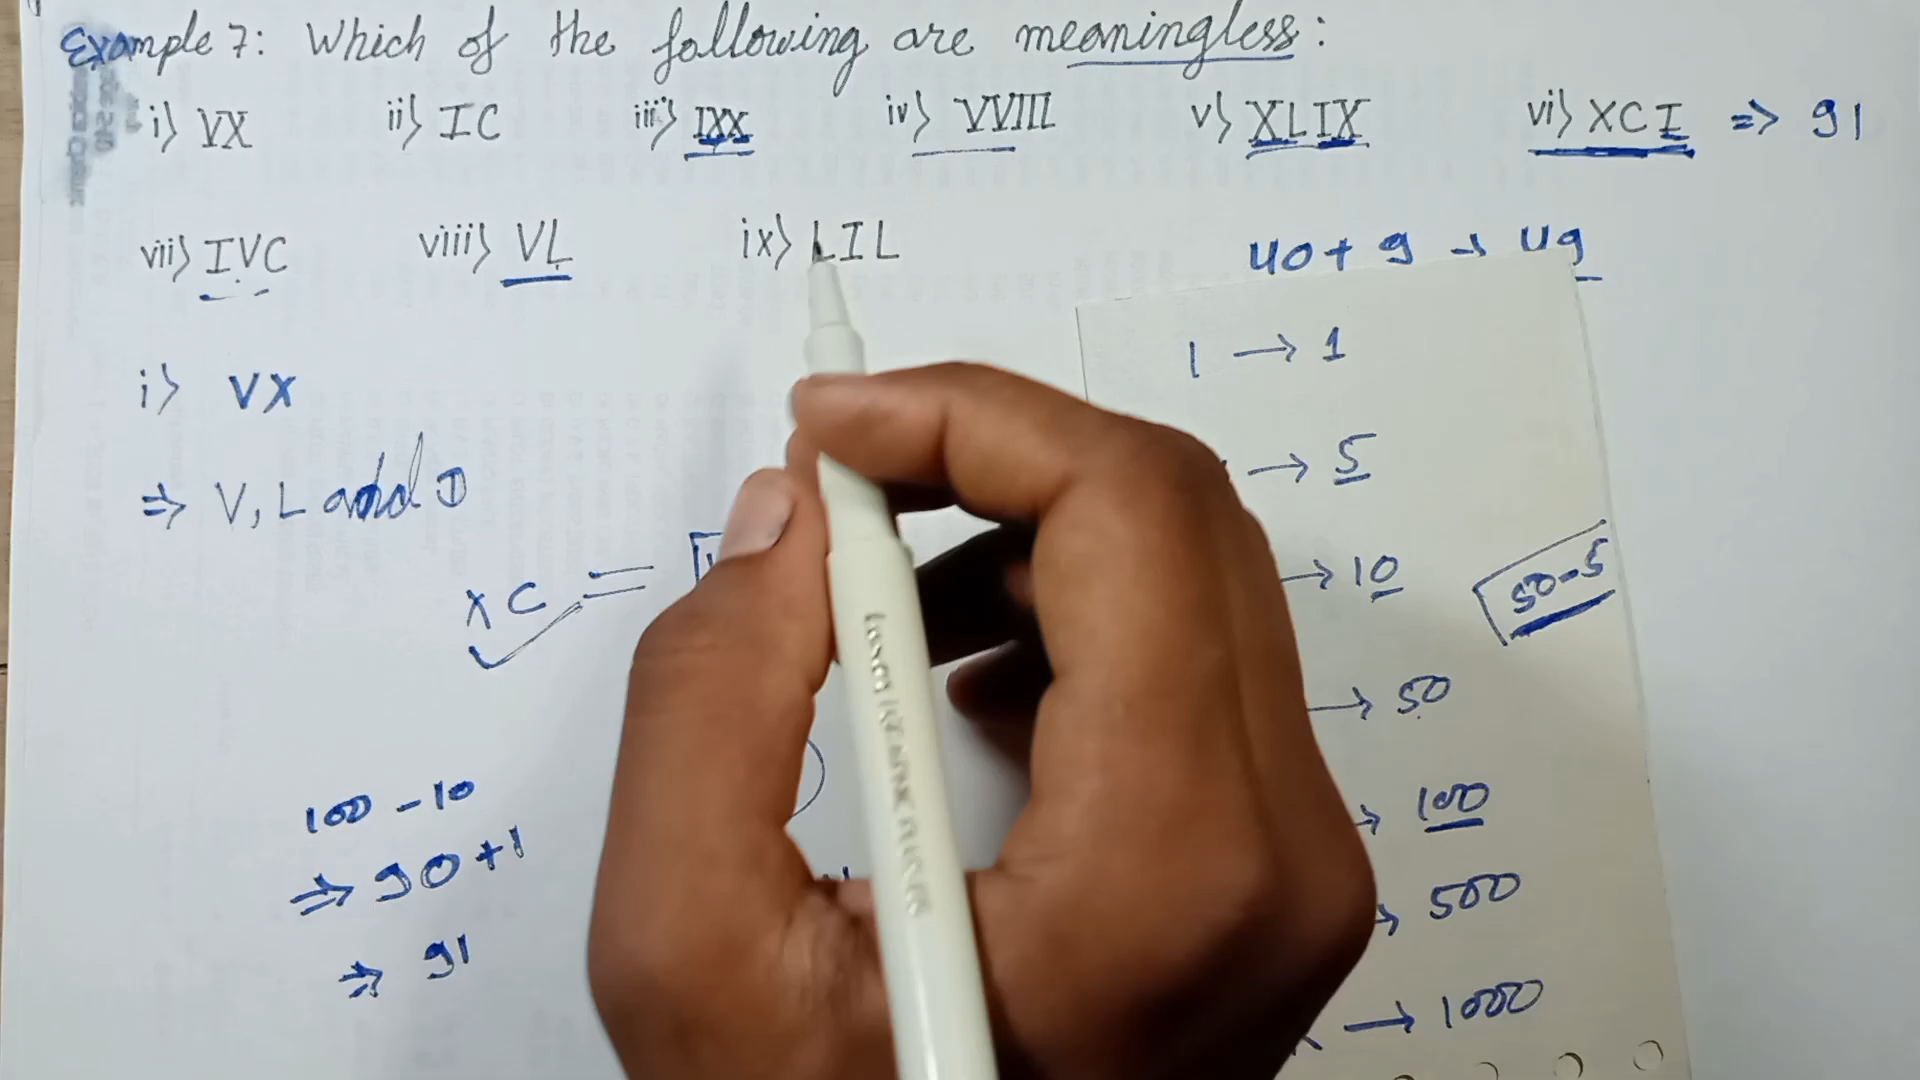 Example 7: Which of the following are meaningless:
i) VX ii) IC iii) IXX iv) VVIII v) XLIX vi) XCI => 91
vii) IVC viii) VL ix) LIL
40 + 9 → 49
i) VX
=> V, L and D
XC =
100 - 10
=> 90 + 1
=> 91
1 → 1
→ 5
→ 10
50-5
→ 50
→ 100
→ 500
→ 1000